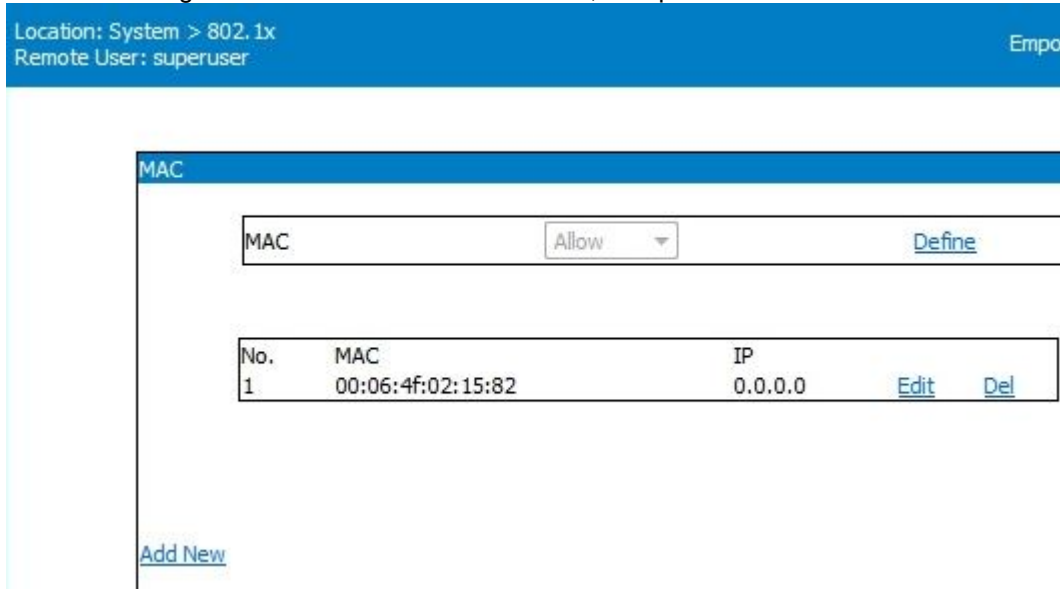 Location: System > 802.1x
Remote User: superuser
Empo
MAC
MAC Allow Define
No. MAC IP
1 00:06:4f:02:15:82 0.0.0.0 Edit Del
Add New